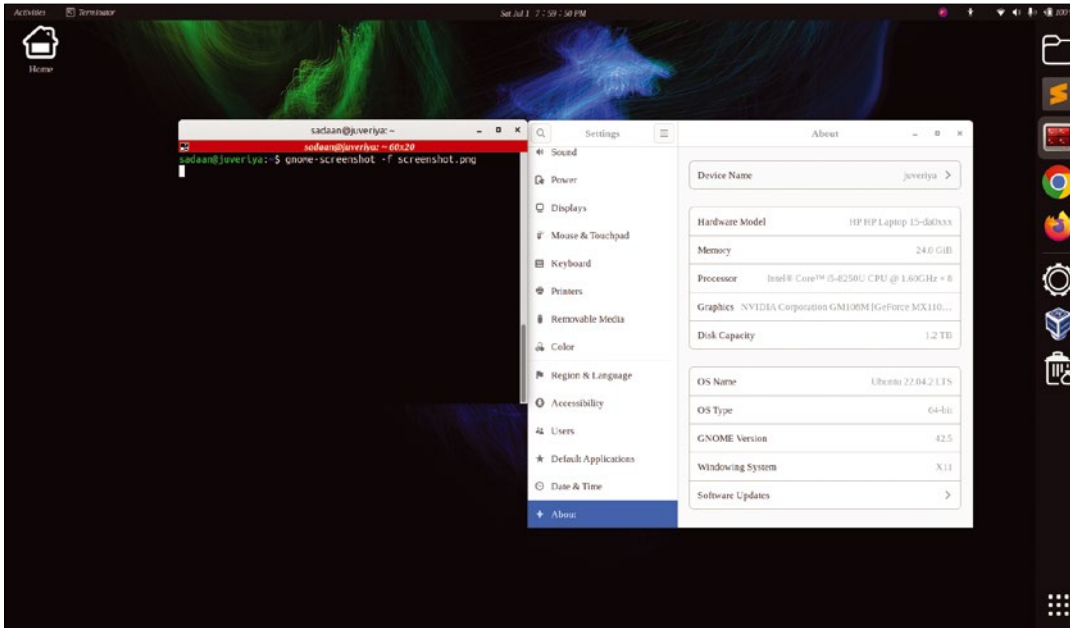 Activities
Terminator
Sat Jul 1 7 : 59 : 50 PM
100%
Home
sadaan@juveriya: ~
sadaan@juveriya: ~ 60x20
sadaan@juveriya:~$ gnome-screenshot -f screenshot.png
Settings
Sound
Power
Displays
Mouse & Touchpad
Keyboard
Printers
Removable Media
Color
Region & Language
Accessibility
Users
Default Applications
Date & Time
About
About
Device Name juveriya
Hardware Model HP HP Laptop 15-da0xxx
Memory 24.0 GiB
Processor Intel® Core™ i5-8250U CPU @ 1.60GHz × 8
Graphics NVIDIA Corporation GM108M [GeForce MX110...
Disk Capacity 1.2 TB
OS Name Ubuntu 22.04.2 LTS
OS Type 64-bit
GNOME Version 42.5
Windowing System X11
Software Updates